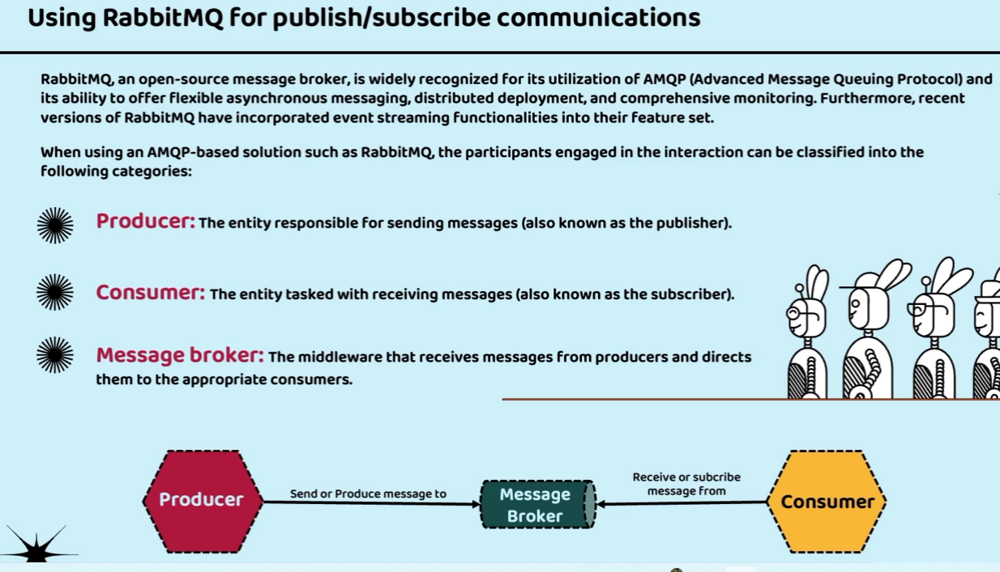 Using RabbitMQ for publish/subscribe communications
RabbitMQ, an open-source message broker, is widely recognized for its utilization of AMQP (Advanced Message Queuing Protocol) and
its ability to offer flexible asynchronous messaging, distributed deployment, and comprehensive monitoring. Furthermore, recent
versions of RabbitMQ have incorporated event streaming functionalities into their feature set.
When using an AMQP-based solution such as RabbitMQ, the participants engaged in the interaction can be classified into the
following categories:
Producer: The entity responsible for sending messages (also known as the publisher).
Consumer: The entity tasked with receiving messages (also known as the subscriber).
Message broker: The middleware that receives messages from producers and directs
them to the appropriate consumers.
Producer
Send or Produce message to
Message
Broker
Receive or subcribe
message from
Consumer